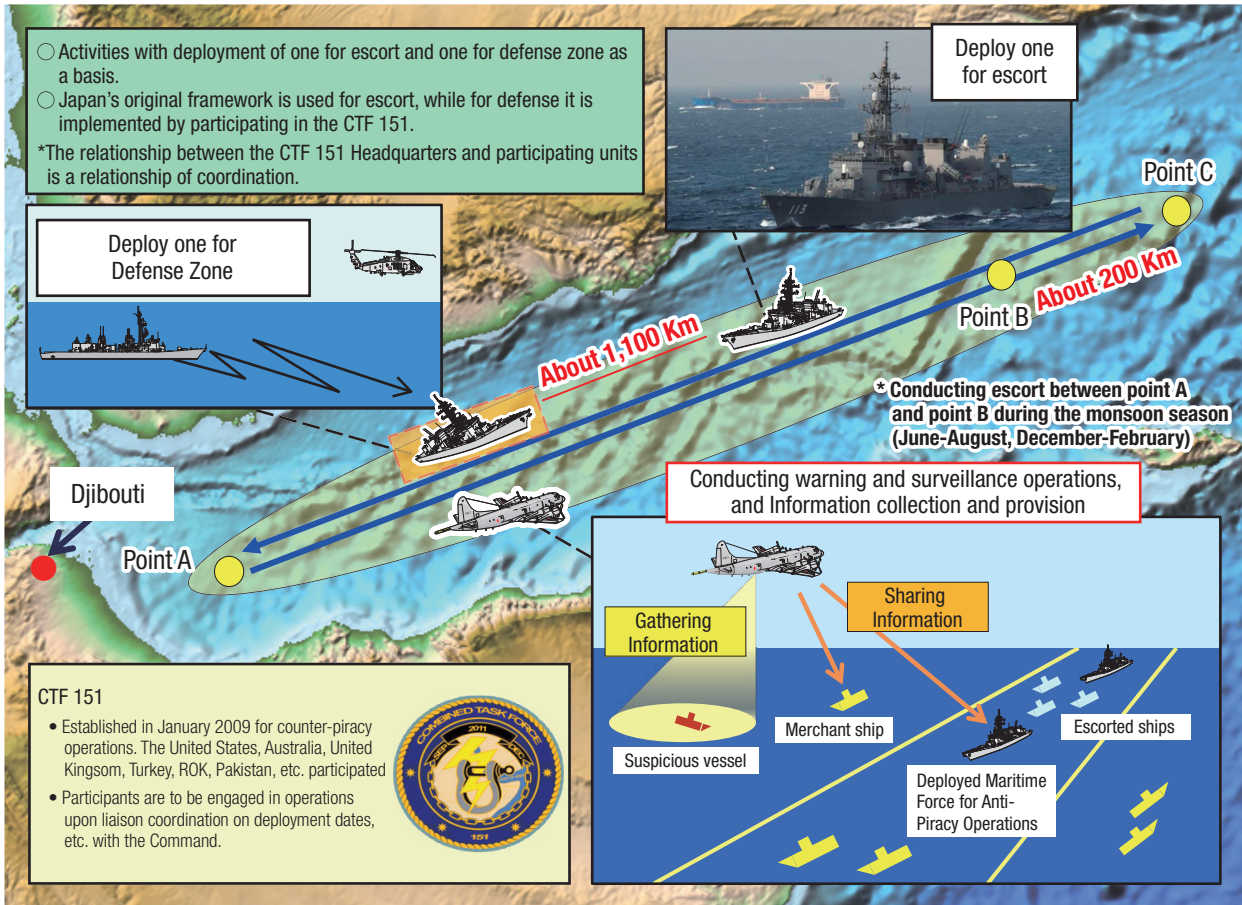 ○ Activities with deployment of one for escort and one for defense zone as
a basis.
○ Japan's original framework is used for escort, while for defense it is
implemented by participating in the CTF 151.
*The relationship between the CTF 151 Headquarters and participating units
is a relationship of coordination.
Deploy one
for escort
113
Point C
Deploy one for
Defense Zone
About 200 Km
Point B
About 1,100 Km
* Conducting escort between point A
and point B during the monsoon season
(June-August, December-February)
Djibouti
Point A
Conducting warning and surveillance operations,
and Information collection and provision
Gathering
Information
Sharing
Information
Suspicious vessel
Merchant ship
Escorted ships
Deployed Maritime
Force for Anti-
Piracy Operations
CTF 151
• Established in January 2009 for counter-piracy
operations. The United States, Australia, United
Kingsom, Turkey, ROK, Pakistan, etc. participated
• Participants are to be engaged in operations
upon liaison coordination on deployment dates,
etc. with the Command.
COMBINED TASK FORCE
2011
SEP
DEC
151